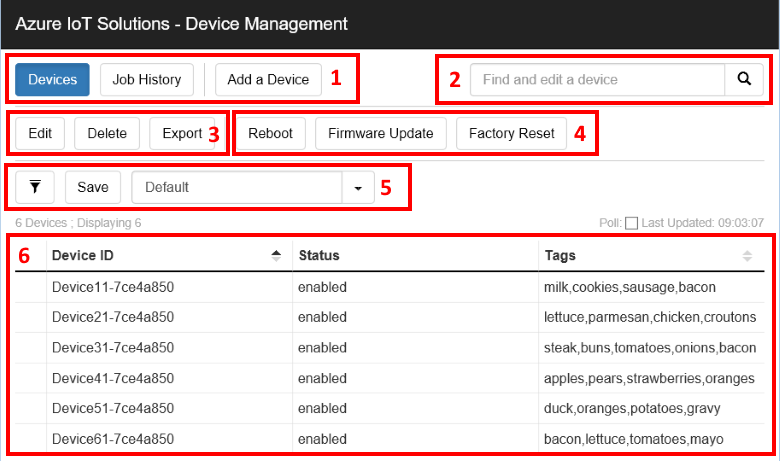 Azure IoT Solutions - Device Management
Devices Job History Add a Device 1 2 Find and edit a device
Edit Delete Export 3 Reboot Firmware Update Factory Reset 4
Save Default 5
6 Devices ; Displaying 6 Poll: Last Updated: 09:03:07
6 Device ID Status Tags
Device11-7ce4a850 enabled milk,cookies,sausage,bacon
Device21-7ce4a850 enabled lettuce,parmesan,chicken,croutons
Device31-7ce4a850 enabled steak,buns,tomatoes,onions,bacon
Device41-7ce4a850 enabled apples,pears,strawberries,oranges
Device51-7ce4a850 enabled duck,oranges,potatoes,gravy
Device61-7ce4a850 enabled bacon,lettuce,tomatoes,mayo